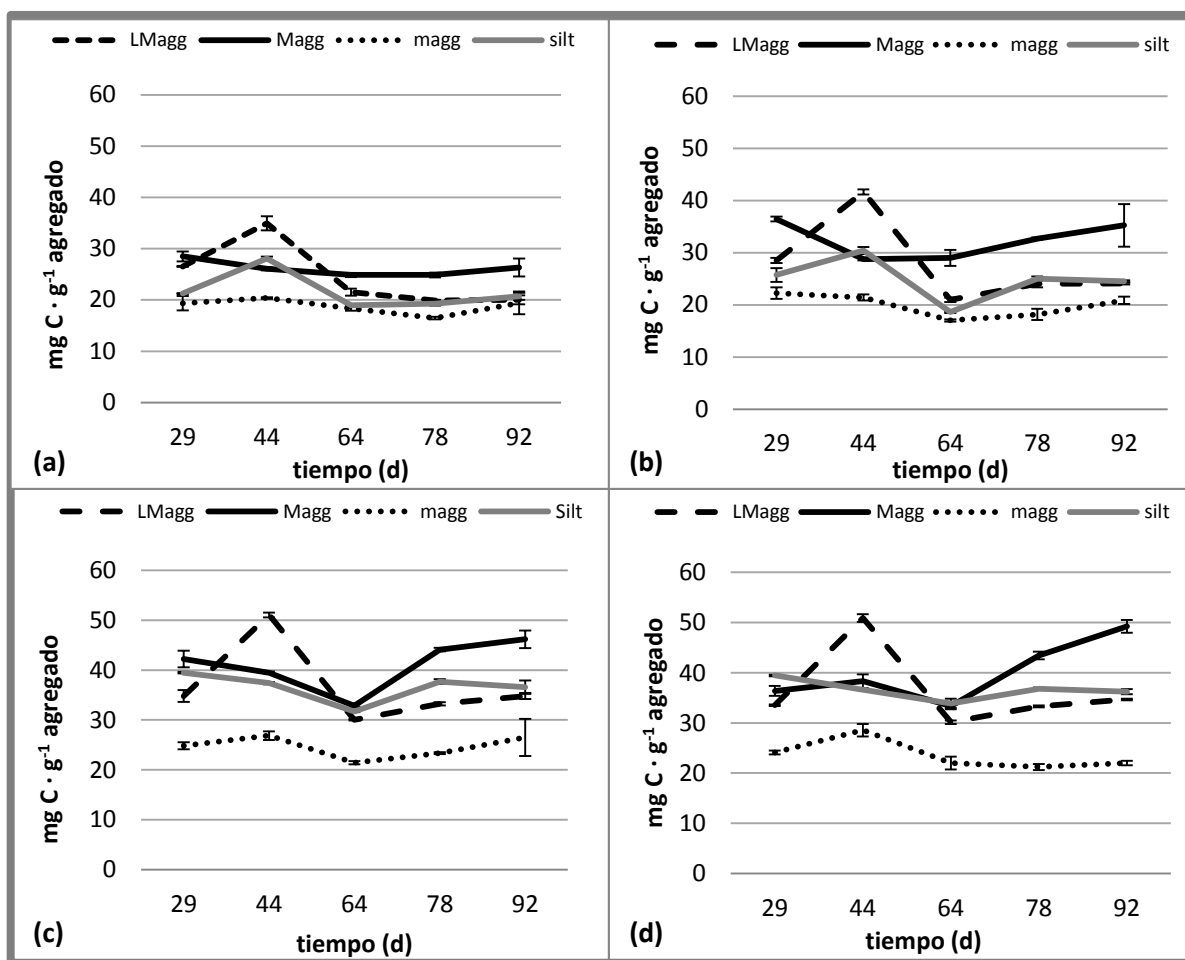 LMagg Magg magg silt
60
50
40
30
20
10
0
mg C · g⁻¹ agregado
29 44 64 78 92
tiempo (d)
(a)
LMagg Magg magg silt
60
50
40
30
20
10
0
mg C · g⁻¹ agregado
29 44 64 78 92
tiempo (d)
(b)
LMagg Magg magg Silt
60
50
40
30
20
10
0
mg C · g⁻¹ agregado
29 44 64 78 92
tiempo (d)
(c)
LMagg Magg magg silt
60
50
40
30
20
10
0
mg C · g⁻¹ agregado
29 44 64 78 92
tiempo (d)
(d)